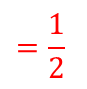 = 1/2